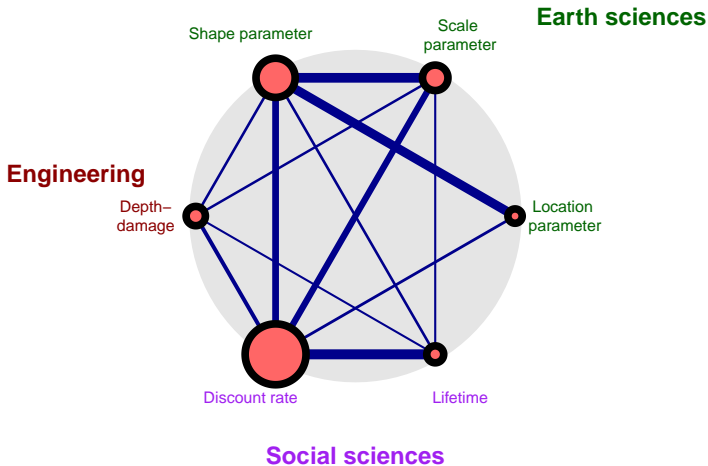 Earth sciences
Shape parameter
Scale
parameter
Engineering
Depth−
damage
Location
parameter
Discount rate
Lifetime
Social sciences